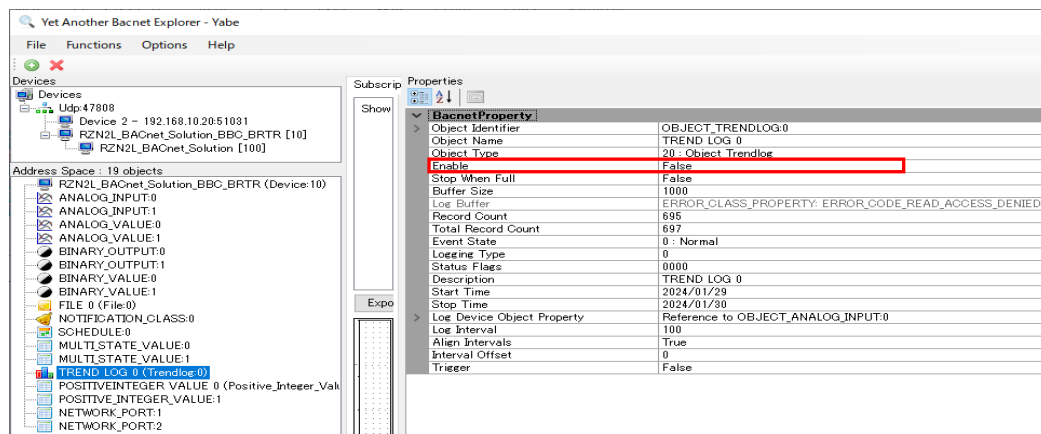 Yet Another Bacnet Explorer - Yabe
File Functions Options Help
Devices
Devices
Udp:47808
Device 2 - 192.168.10.20:51031
RZN2L_BACnet_Solution_BBC_BRTR [10]
RZN2L_BACnet_Solution [100]
Address Space : 19 objects
RZN2L_BACnet_Solution_BBC_BRTR (Device:10)
ANALOG_INPUT:0
ANALOG_INPUT:1
ANALOG_VALUE:0
ANALOG_VALUE:1
BINARY_OUTPUT:0
BINARY_OUTPUT:1
BINARY_VALUE:0
BINARY_VALUE:1
FILE 0 (File:0)
NOTIFICATION_CLASS:0
SCHEDULE:0
MULTI_STATE_VALUE:0
MULTI_STATE_VALUE:1
TREND LOG 0 (Trendlog:0)
POSITIVEINTEGER VALUE 0 (Positive_Integer_Valu
POSITIVE_INTEGER_VALUE:1
NETWORK_PORT:1
NETWORK_PORT:2
Subscrip
Show
Expo
Properties
BacnetProperty
Object Identifier OBJECT_TRENDLOG:0
Object Name TREND LOG 0
Object Type 20 : Object Trendlog
Enable False
Stop When Full False
Buffer Size 1000
Log Buffer ERROR_CLASS_PROPERTY: ERROR_CODE_READ_ACCESS_DENIED
Record Count 695
Total Record Count 697
Event State 0 : Normal
Logging Type 0
Status Flags 0000
Description TREND LOG 0
Start Time 2024/01/29
Stop Time 2024/01/30
Log Device Object Property Reference to OBJECT_ANALOG_INPUT:0
Log Interval 100
Align Intervals True
Interval Offset 0
Trigger False